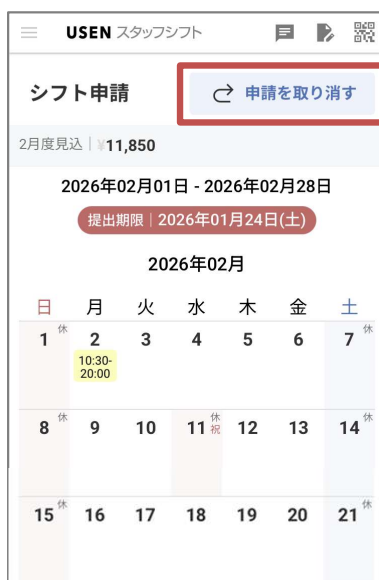 USEN スタッフシフト
シフト申請
申請を取り消す
2月度見込 | ¥11,850
2026年02月01日 - 2026年02月28日
提出期限 | 2026年01月24日(土)
2026年02月
日 月 火 水 木 金 土
1 休 2 3 4 5 6 7 休
10:30-
20:00
8 休 9 10 11 休 祝 12 13 14 休
15 休 16 17 18 19 20 21 休